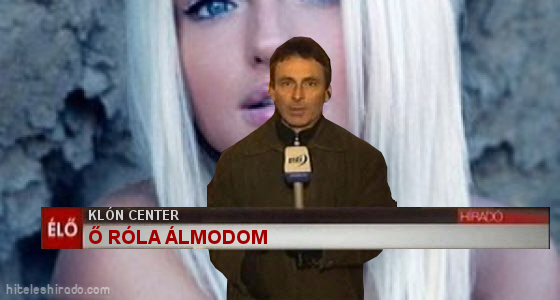 KLÓN CENTER
HÍRADÓ
ÉLŐ
Ő RÓLA ÁLMODOM
hiteleshirado.com